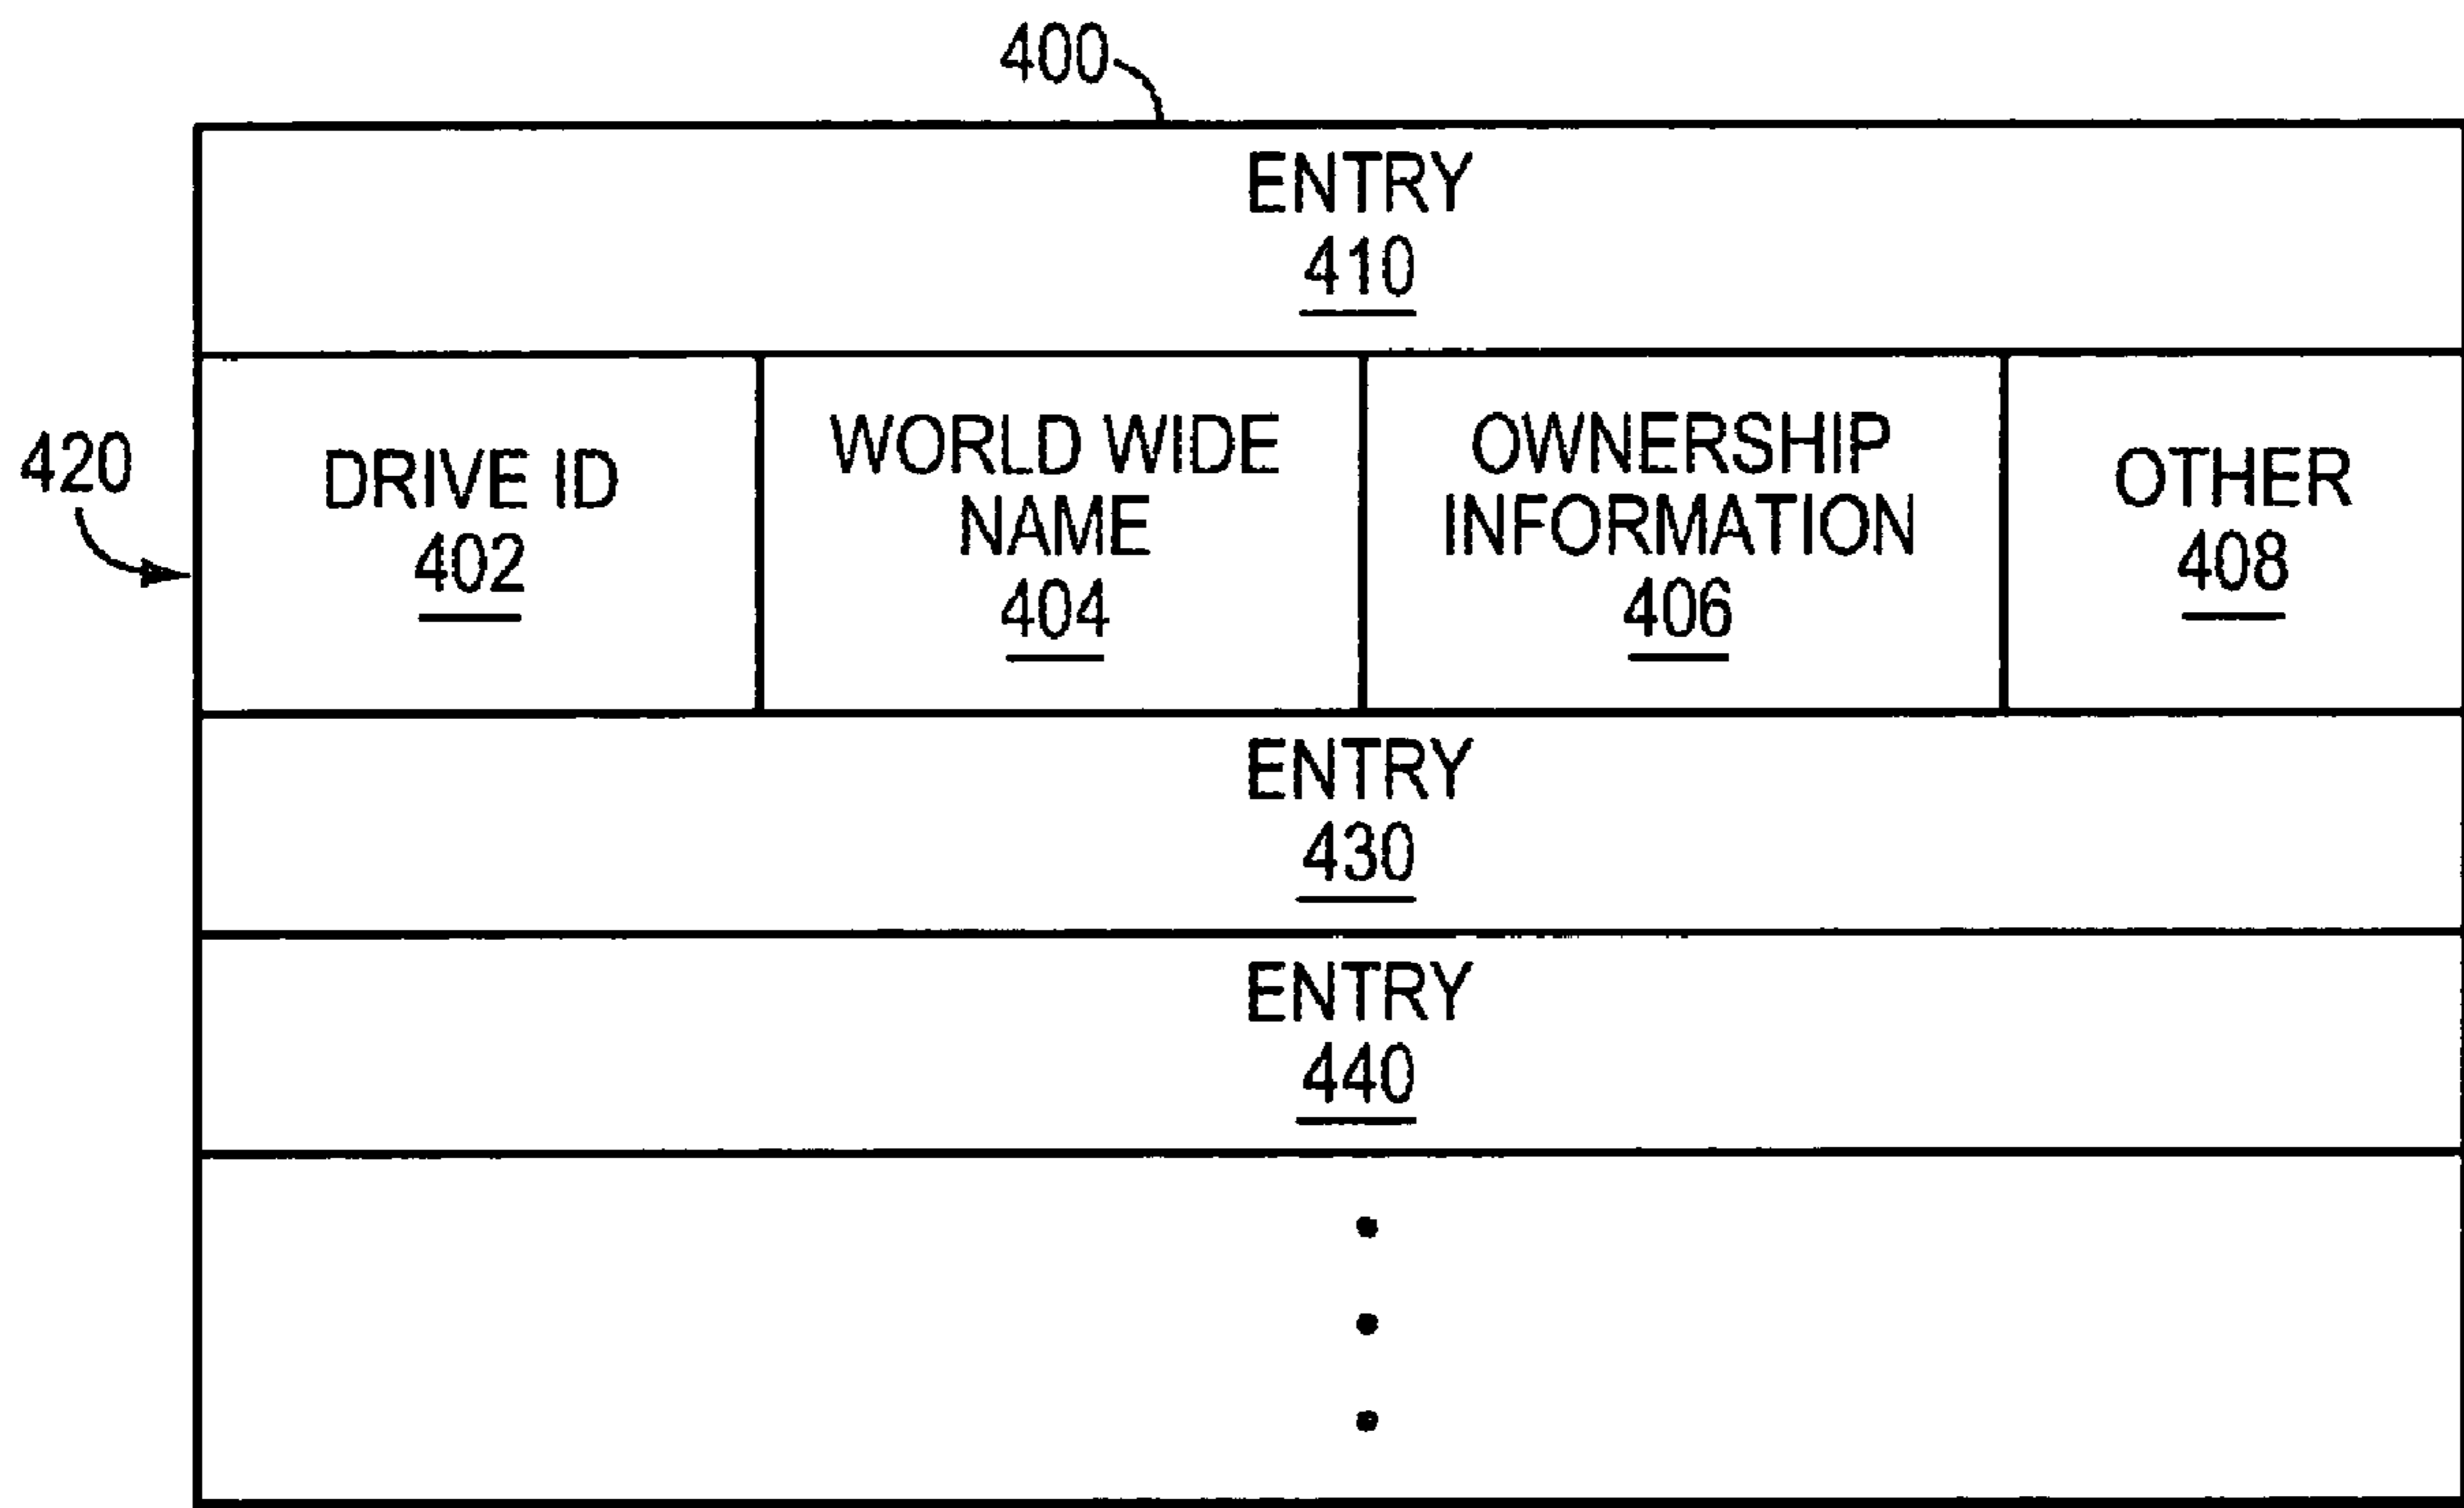 400
ENTRY
410
420
DRIVE ID
402
WORLD WIDE
NAME
404
OWNERSHIP
INFORMATION
406
OTHER
408
ENTRY
430
ENTRY
440